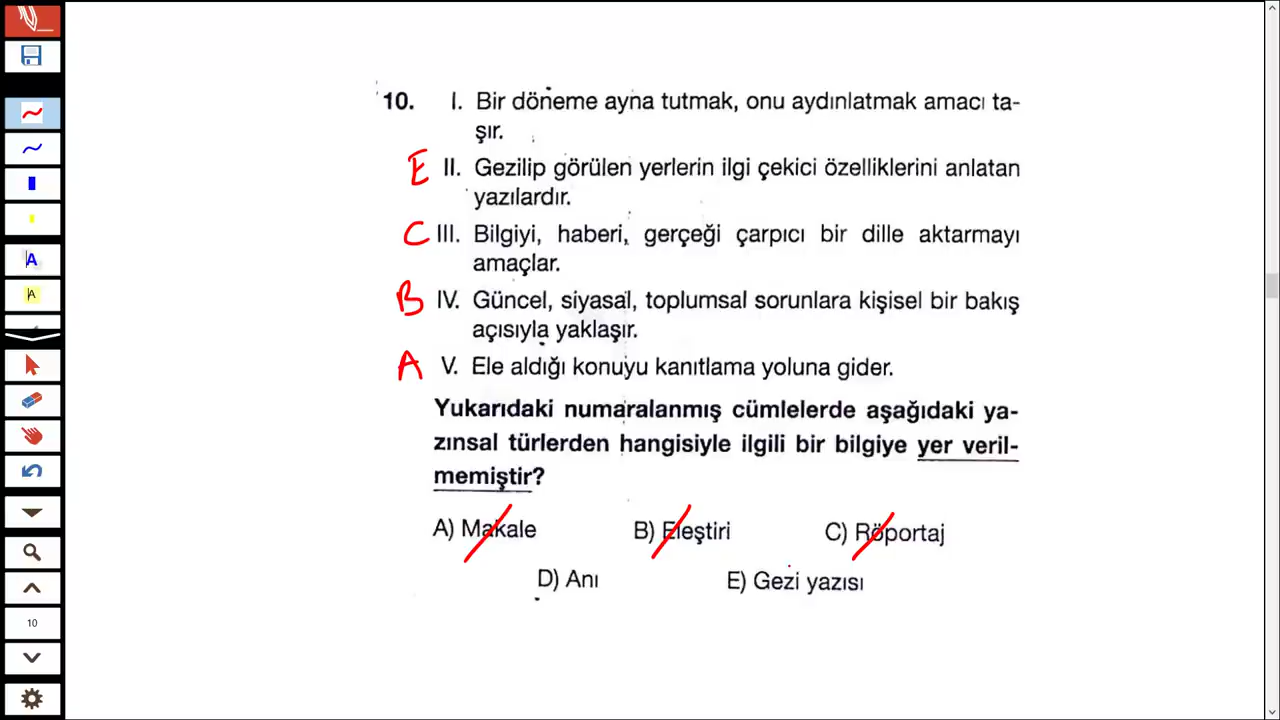 10. I. Bir döneme ayna tutmak, onu aydınlatmak amacı ta-
şır.
E II. Gezilip görülen yerlerin ilgi çekici özelliklerini anlatan
yazılardır.
C III. Bilgiyi, haberi, gerçeği çarpıcı bir dille aktarmayı
amaçlar.
B IV. Güncel, siyasal, toplumsal sorunlara kişisel bir bakış
açısıyla yaklaşır.
A V. Ele aldığı konuyu kanıtlama yoluna gider.
Yukarıdaki numaralanmış cümlelerde aşağıdaki ya-
zınsal türlerden hangisiyle ilgili bir bilgiye yer veril-
memiştir?
A) Makale B) Eleştiri C) Röportaj
D) Anı E) Gezi yazısı
A
A
10